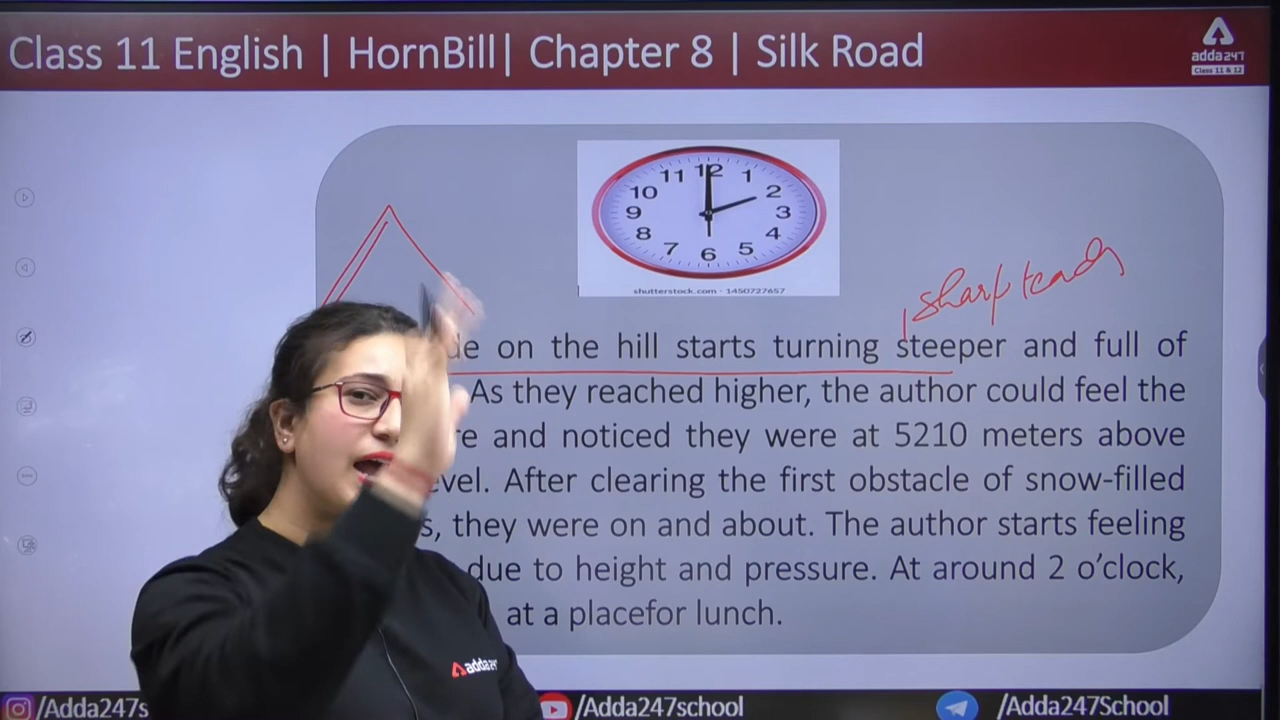 Class 11 English | HornBill| Chapter 8 | Silk Road
adda247
Class 11 & 12
11 12 1
10 2
9 3
8 4
7 6 5
shutterstock.com · 1450727657
sharp
de on the hill starts turning steeper and full of
As they reached higher, the author could feel the
re and noticed they were at 5210 meters above
evel. After clearing the first obstacle of snow-filled
s, they were on and about. The author starts feeling
due to height and pressure. At around 2 o'clock,
at a placefor lunch.
adda247
/Adda247s
/Adda247school
/Adda247School